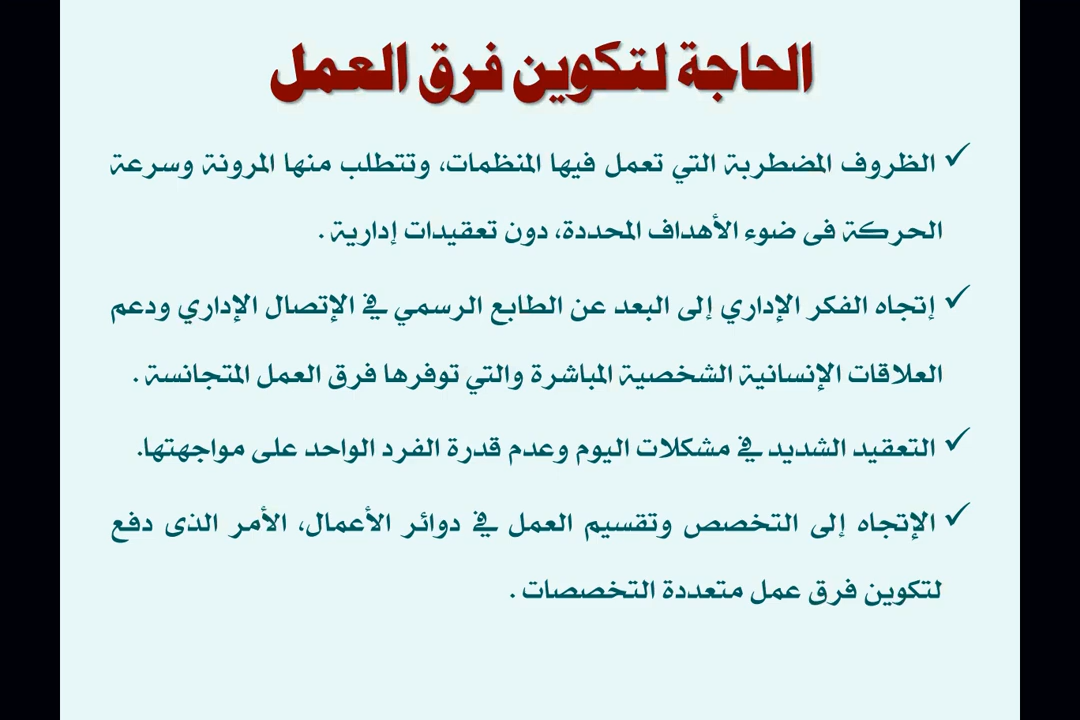 الحاجة لتكوين فرق العمل
✓ الظروف المضطربة التي تعمل فيها المنظمات، وتتطلب منها المرونة وسرعة
الحركة فى ضوء الأهداف المحددة، دون تعقيدات إدارية .
✓ إتجاه الفكر الإداري إلى البعد عن الطابع الرسمي في الإتصال الإداري ودعم
العلاقات الإنسانية الشخصية المباشرة والتي توفرها فرق العمل المتجانسة .
✓ التعقيد الشديد في مشكلات اليوم وعدم قدرة الفرد الواحد على مواجهتها.
✓ الإتجاه إلى التخصص وتقسيم العمل في دوائر الأعمال، الأمر الذى دفع
لتكوين فرق عمل متعددة التخصصات .